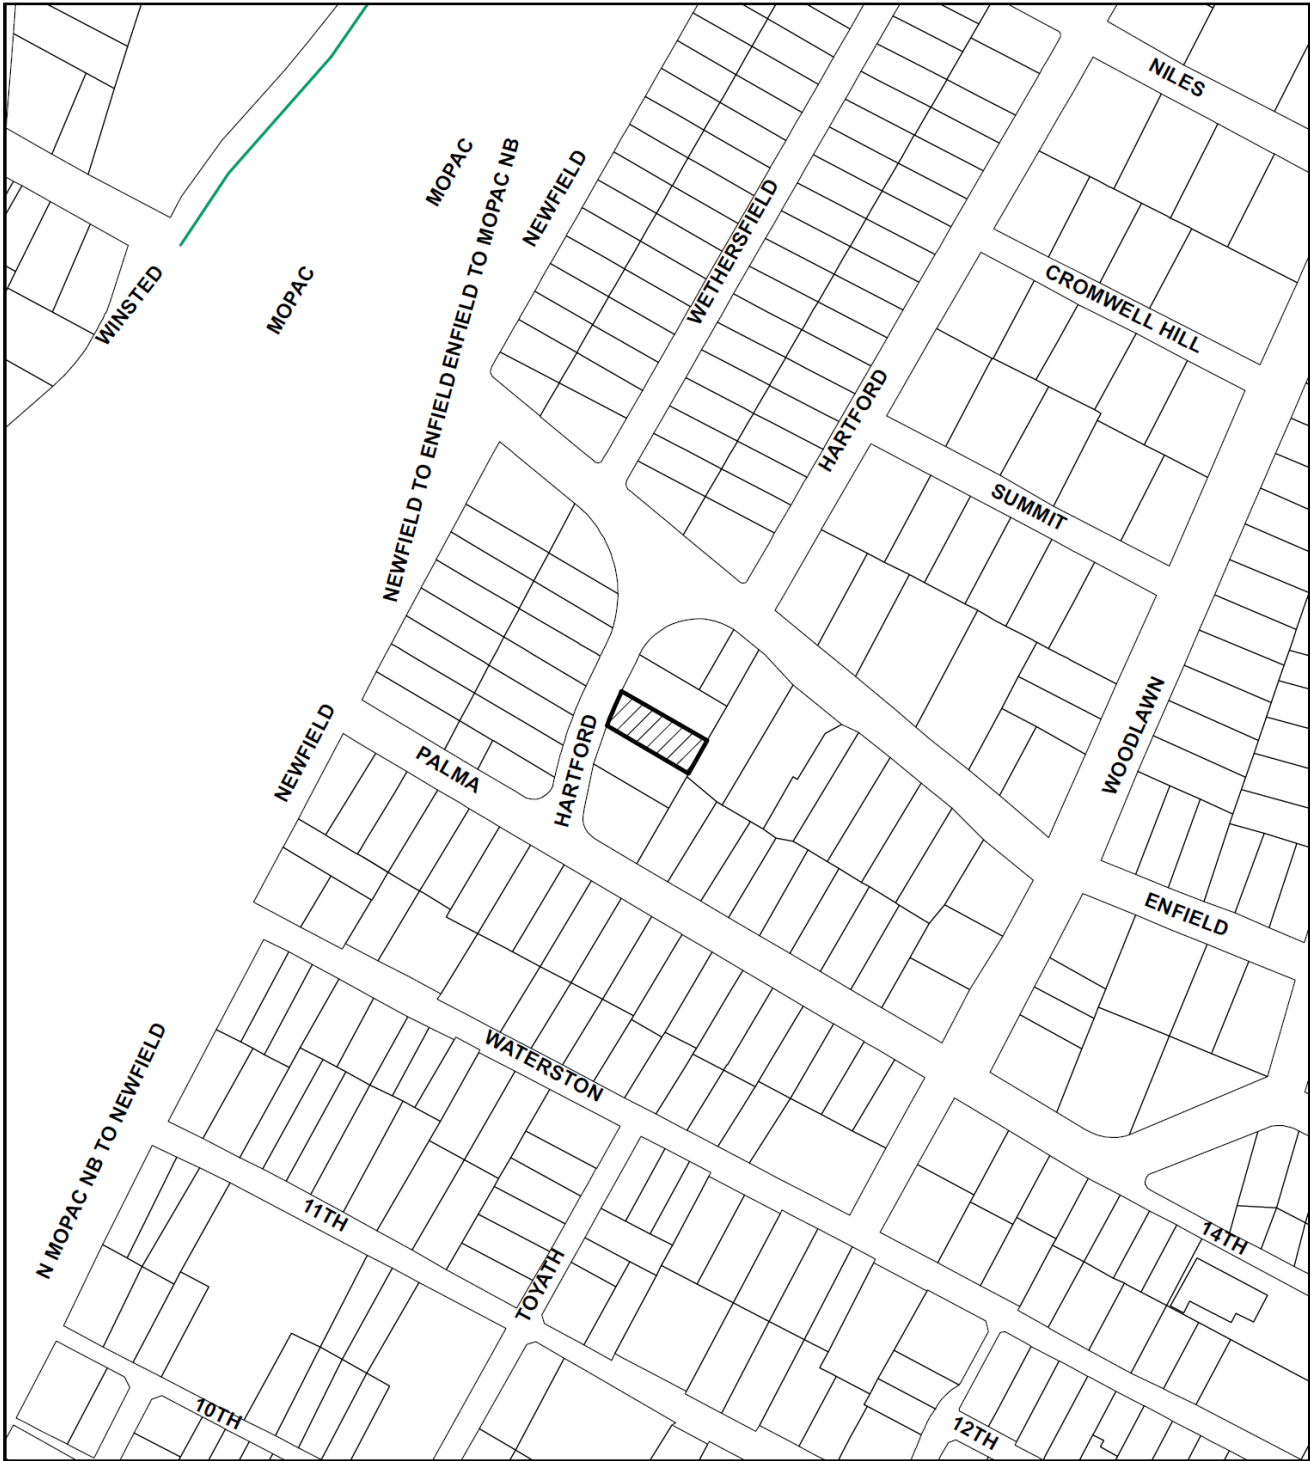 NILES
MOPAC
NEWFIELD
WETHERSFIELD
WINSTED
MOPAC
CROMWELL HILL
NEWFIELD TO ENFIELD ENFIELD TO MOPAC NB
HARTFORD
SUMMIT
WOODLAWN
NEWFIELD
PALMA
HARTFORD
ENFIELD
WATERSTON
N MOPAC NB TO NEWFIELD
11TH
14TH
TOYATH
10TH
12TH